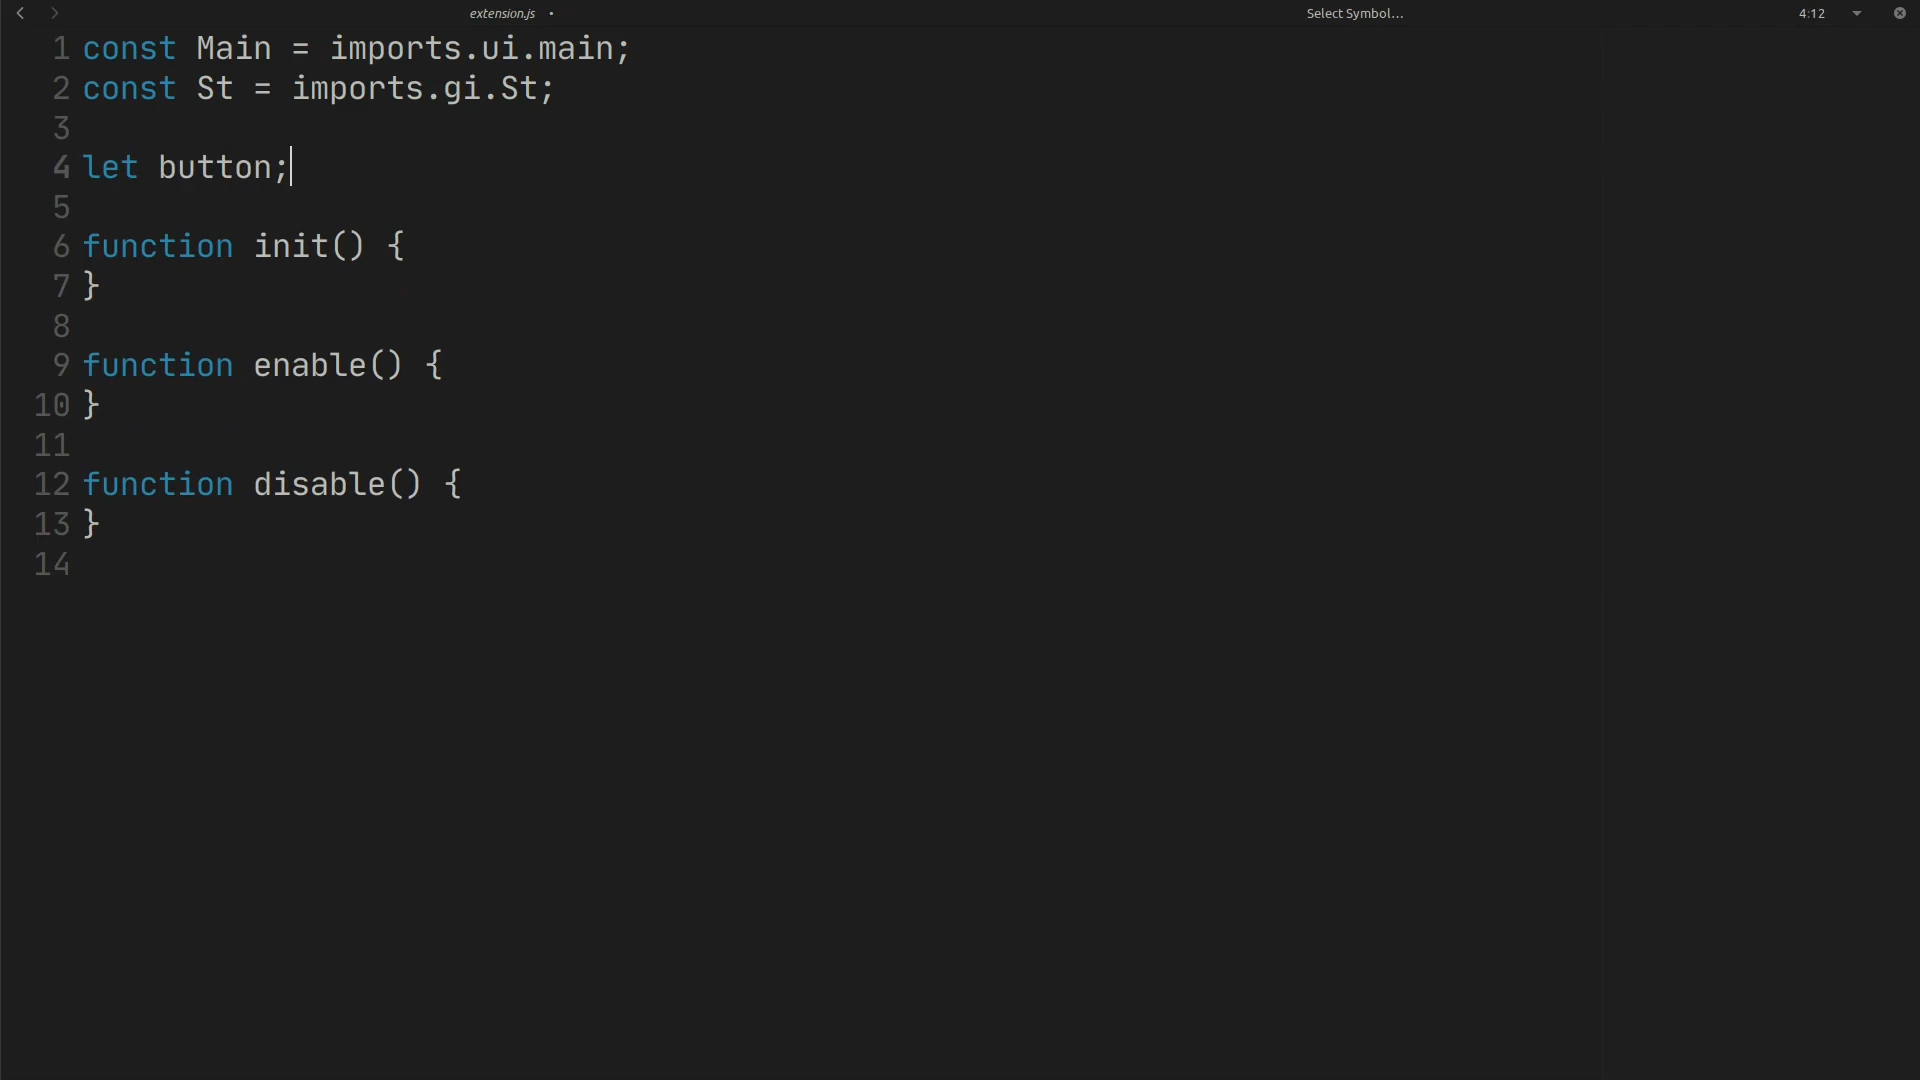 extension.js •
Select Symbol...
4:12
1 const Main = imports.ui.main;
2 const St = imports.gi.St;
3
4 let button;
5
6 function init() {
7 }
8
9 function enable() {
10 }
11
12 function disable() {
13 }
14